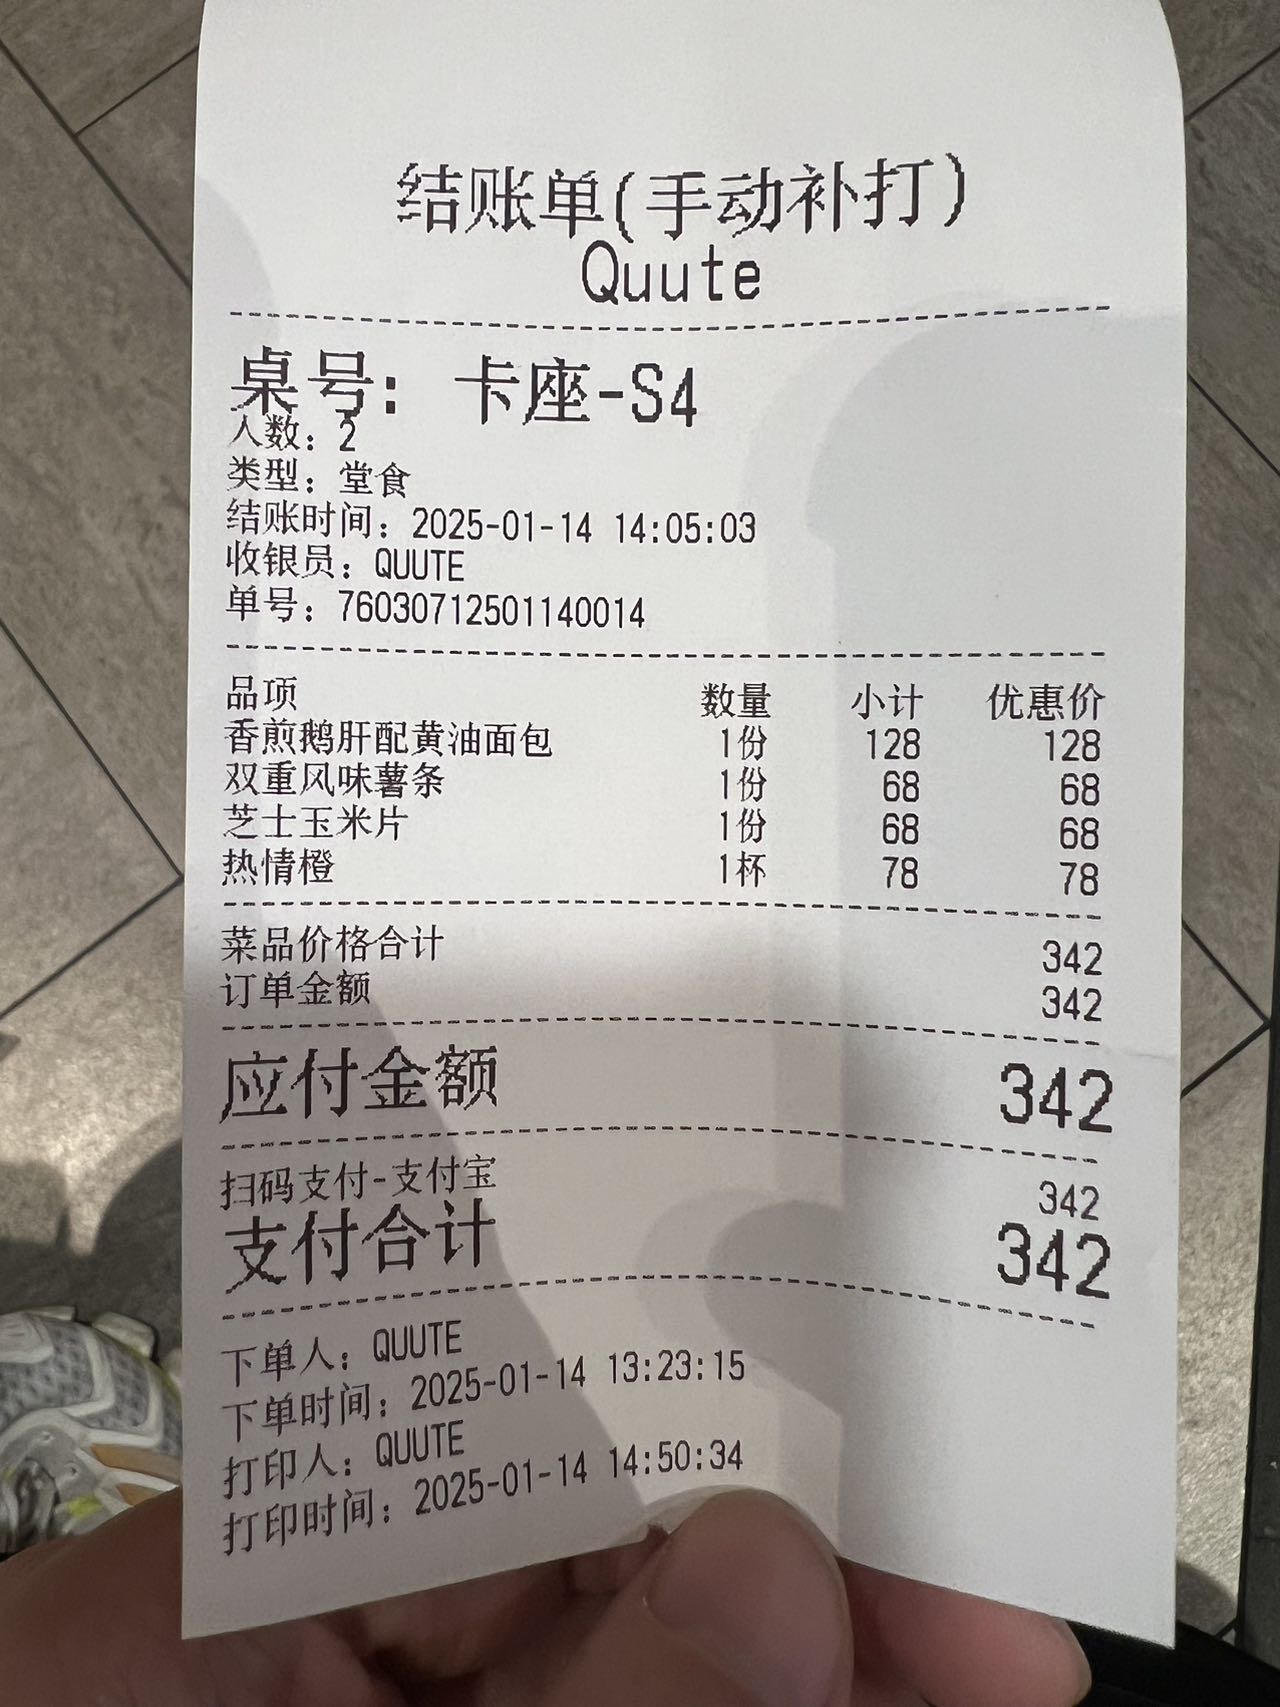 结账单(手动补打)
Quute
桌号: 卡座-S4
人数: 2
类型: 堂食
结账时间: 2025-01-14 14:05:03
收银员: QUUTE
单号: 76030712501140014
品项 数量 小计 优惠价
香煎鹅肝配黄油面包 1份 128 128
双重风味薯条 1份 68 68
芝士玉米片 1份 68 68
热情橙 1杯 78 78
菜品价格合计 342
订单金额 342
应付金额 342
扫码支付-支付宝 342
支付合计 342
下单人: QUUTE
下单时间: 2025-01-14 13:23:15
打印人: QUUTE
打印时间: 2025-01-14 14:50:34